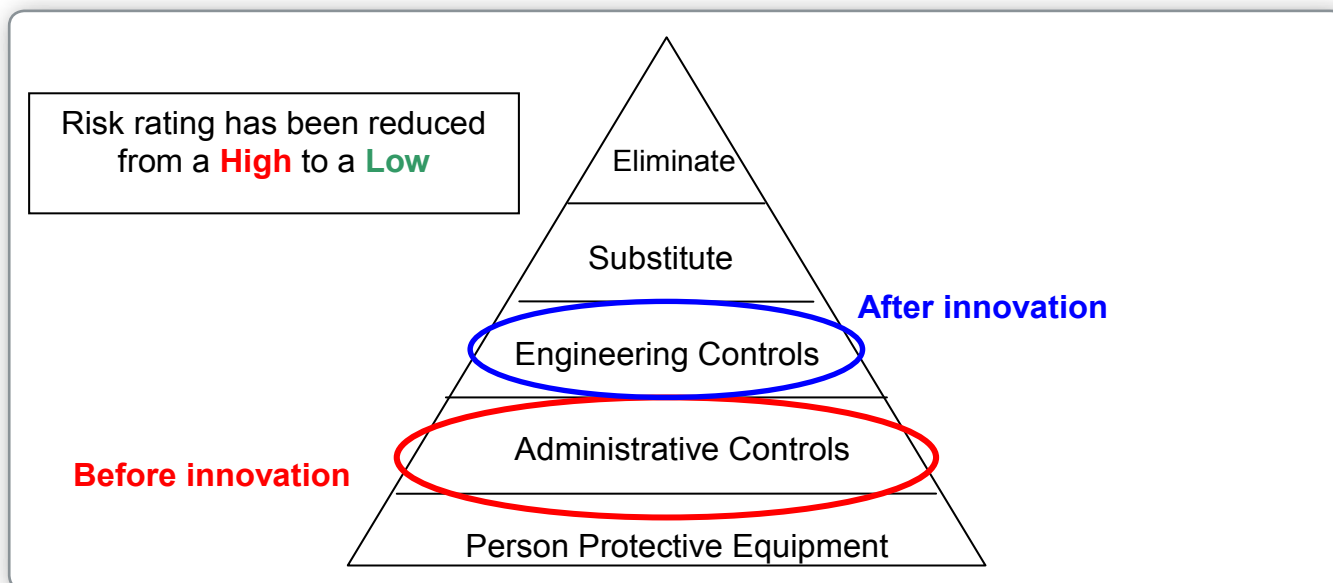 Risk rating has been reduced
from a High to a Low
Eliminate
Substitute
After innovation
Engineering Controls
Administrative Controls
Before innovation
Person Protective Equipment